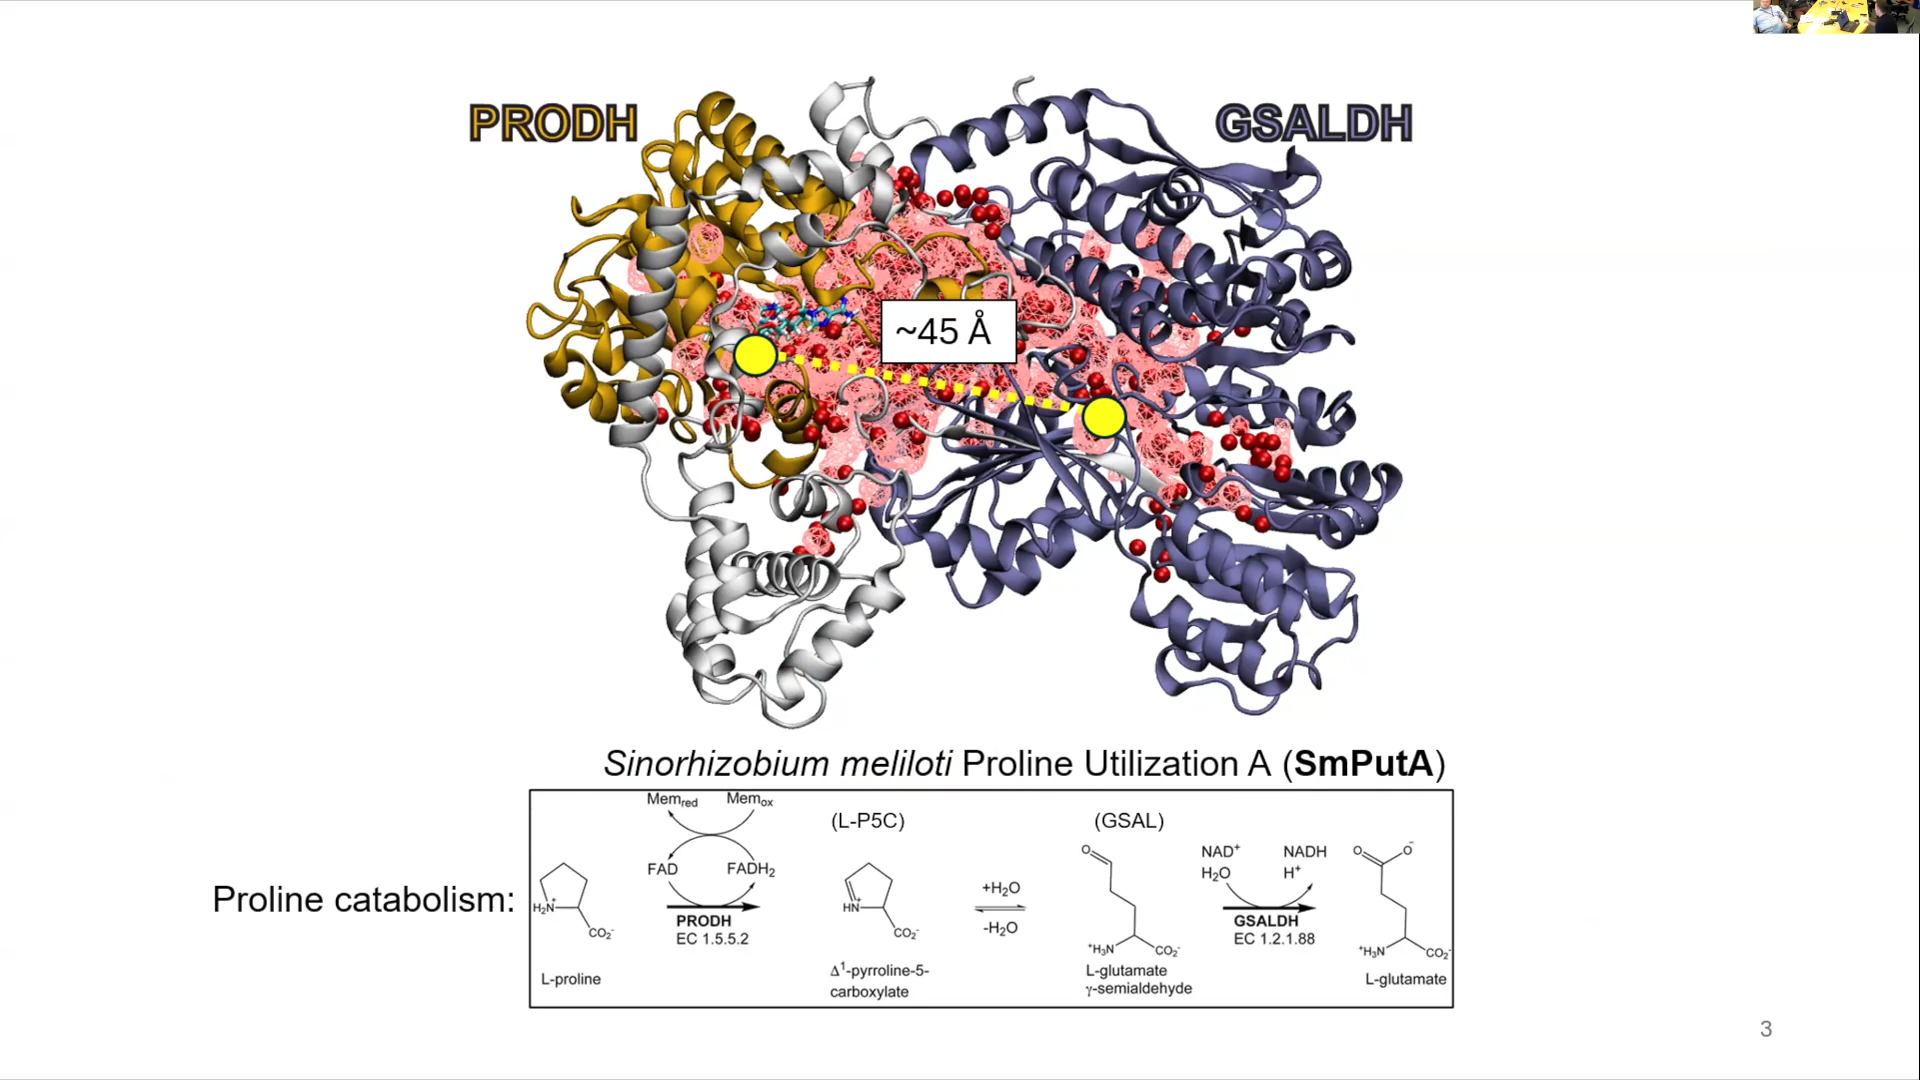 PRODH
GSALDH
~45 Å
Sinorhizobium meliloti Proline Utilization A (SmPutA)
Proline catabolism:
Memred Memox
FAD FADH2
PRODH
EC 1.5.5.2
H2N+
CO2-
L-proline
(L-P5C)
HN+
CO2-
Δ1-pyrroline-5-
carboxylate
+H2O
-H2O
(GSAL)
O
+H3N CO2-
L-glutamate
γ-semialdehyde
NAD+ NADH
H2O H+
GSALDH
EC 1.2.1.88
O O-
+H3N CO2-
L-glutamate
3